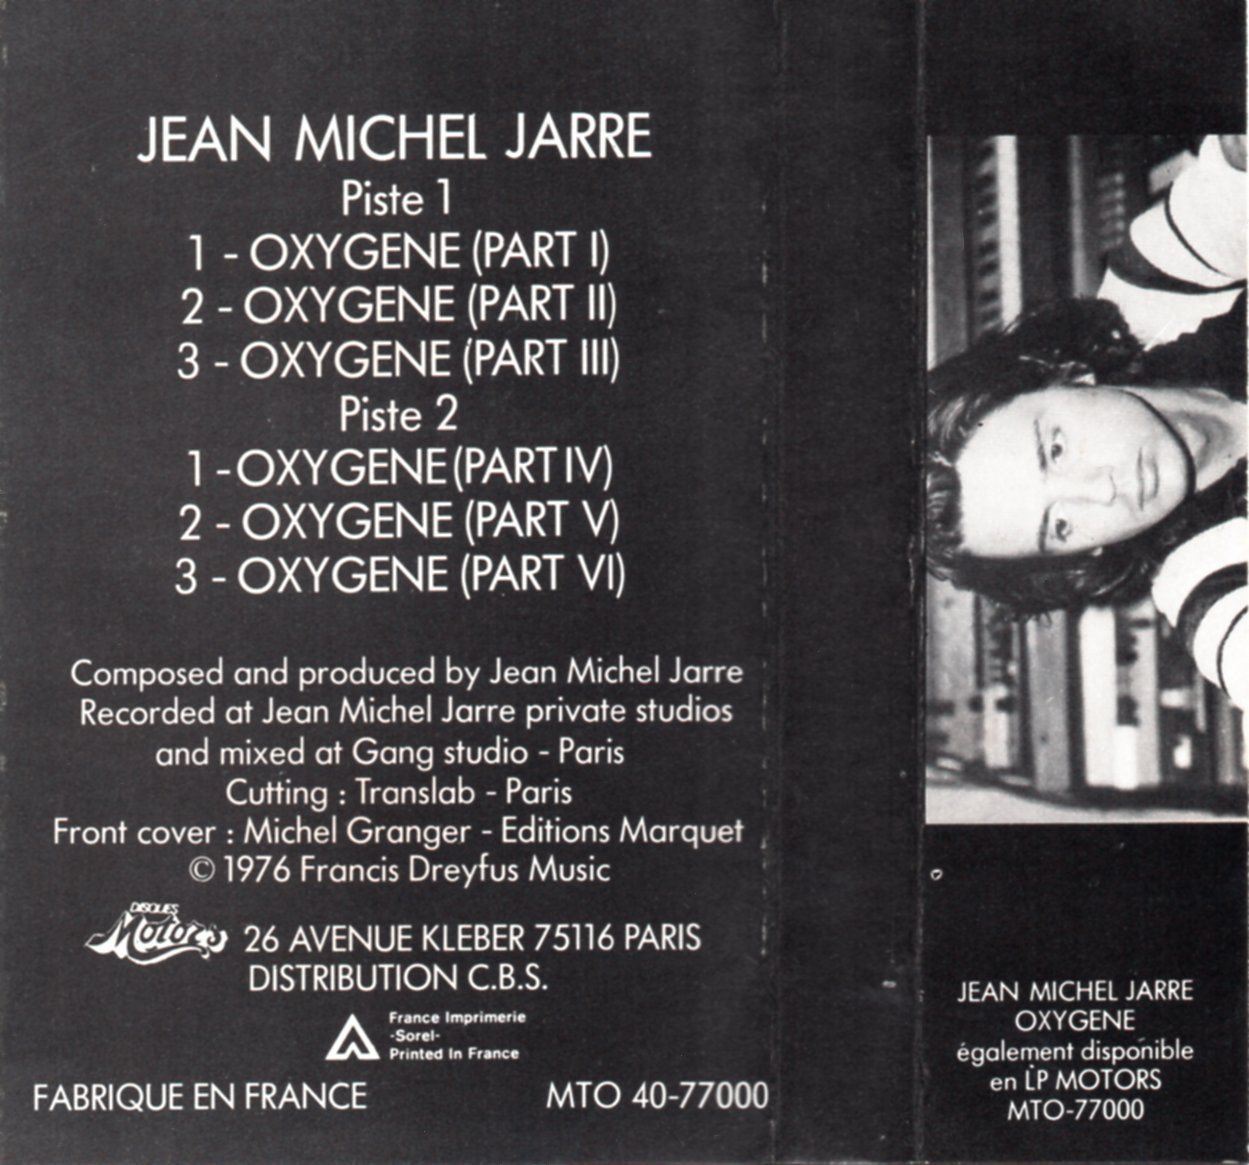 JEAN MICHEL JARRE
Piste 1
1 - OXYGENE (PART I)
2 - OXYGENE (PART II)
3 - OXYGENE (PART III)
Piste 2
1 - OXYGENE (PART IV)
2 - OXYGENE (PART V)
3 - OXYGENE (PART VI)
Composed and produced by Jean Michel Jarre
Recorded at Jean Michel Jarre private studios
and mixed at Gang studio - Paris
Cutting : Translab - Paris
Front cover : Michel Granger - Editions Marquet
© 1976 Francis Dreyfus Music
DISQUES
Motors
26 AVENUE KLEBER 75116 PARIS
DISTRIBUTION C.B.S.
France Imprimerie
-Sorel-
Printed In France
FABRIQUE EN FRANCE
MTO 40-77000
JEAN MICHEL JARRE
OXYGENE
également disponible
en LP MOTORS
MTO-77000